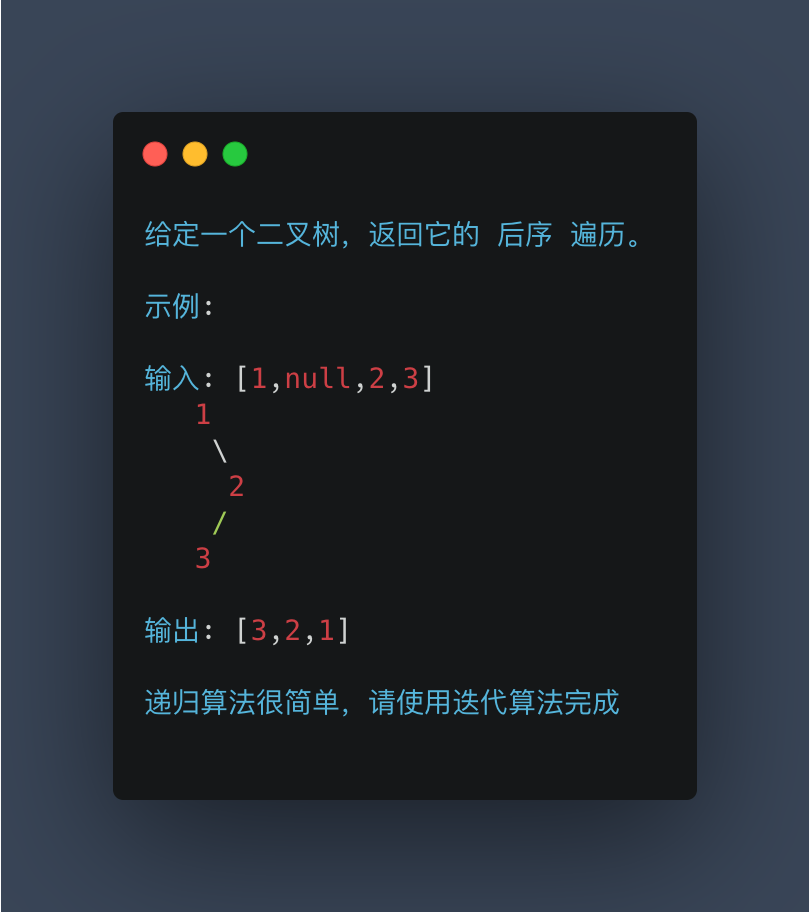 给定一个二叉树，返回它的 后序 遍历。
示例:
输入: [1,null,2,3]
1
\
2
/
3
输出: [3,2,1]
递归算法很简单，请使用迭代算法完成